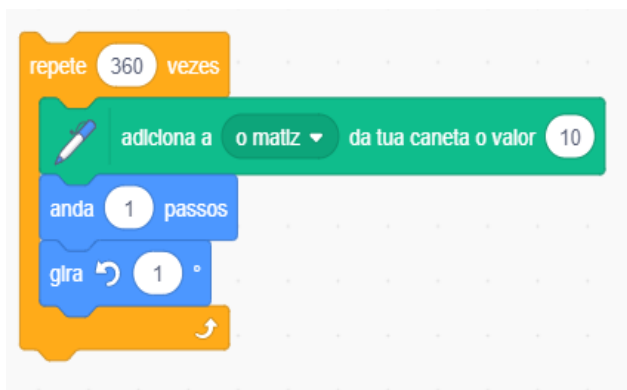 repete 360 vezes
adiciona a o matiz da tua caneta o valor 10
anda 1 passos
gira 1 °